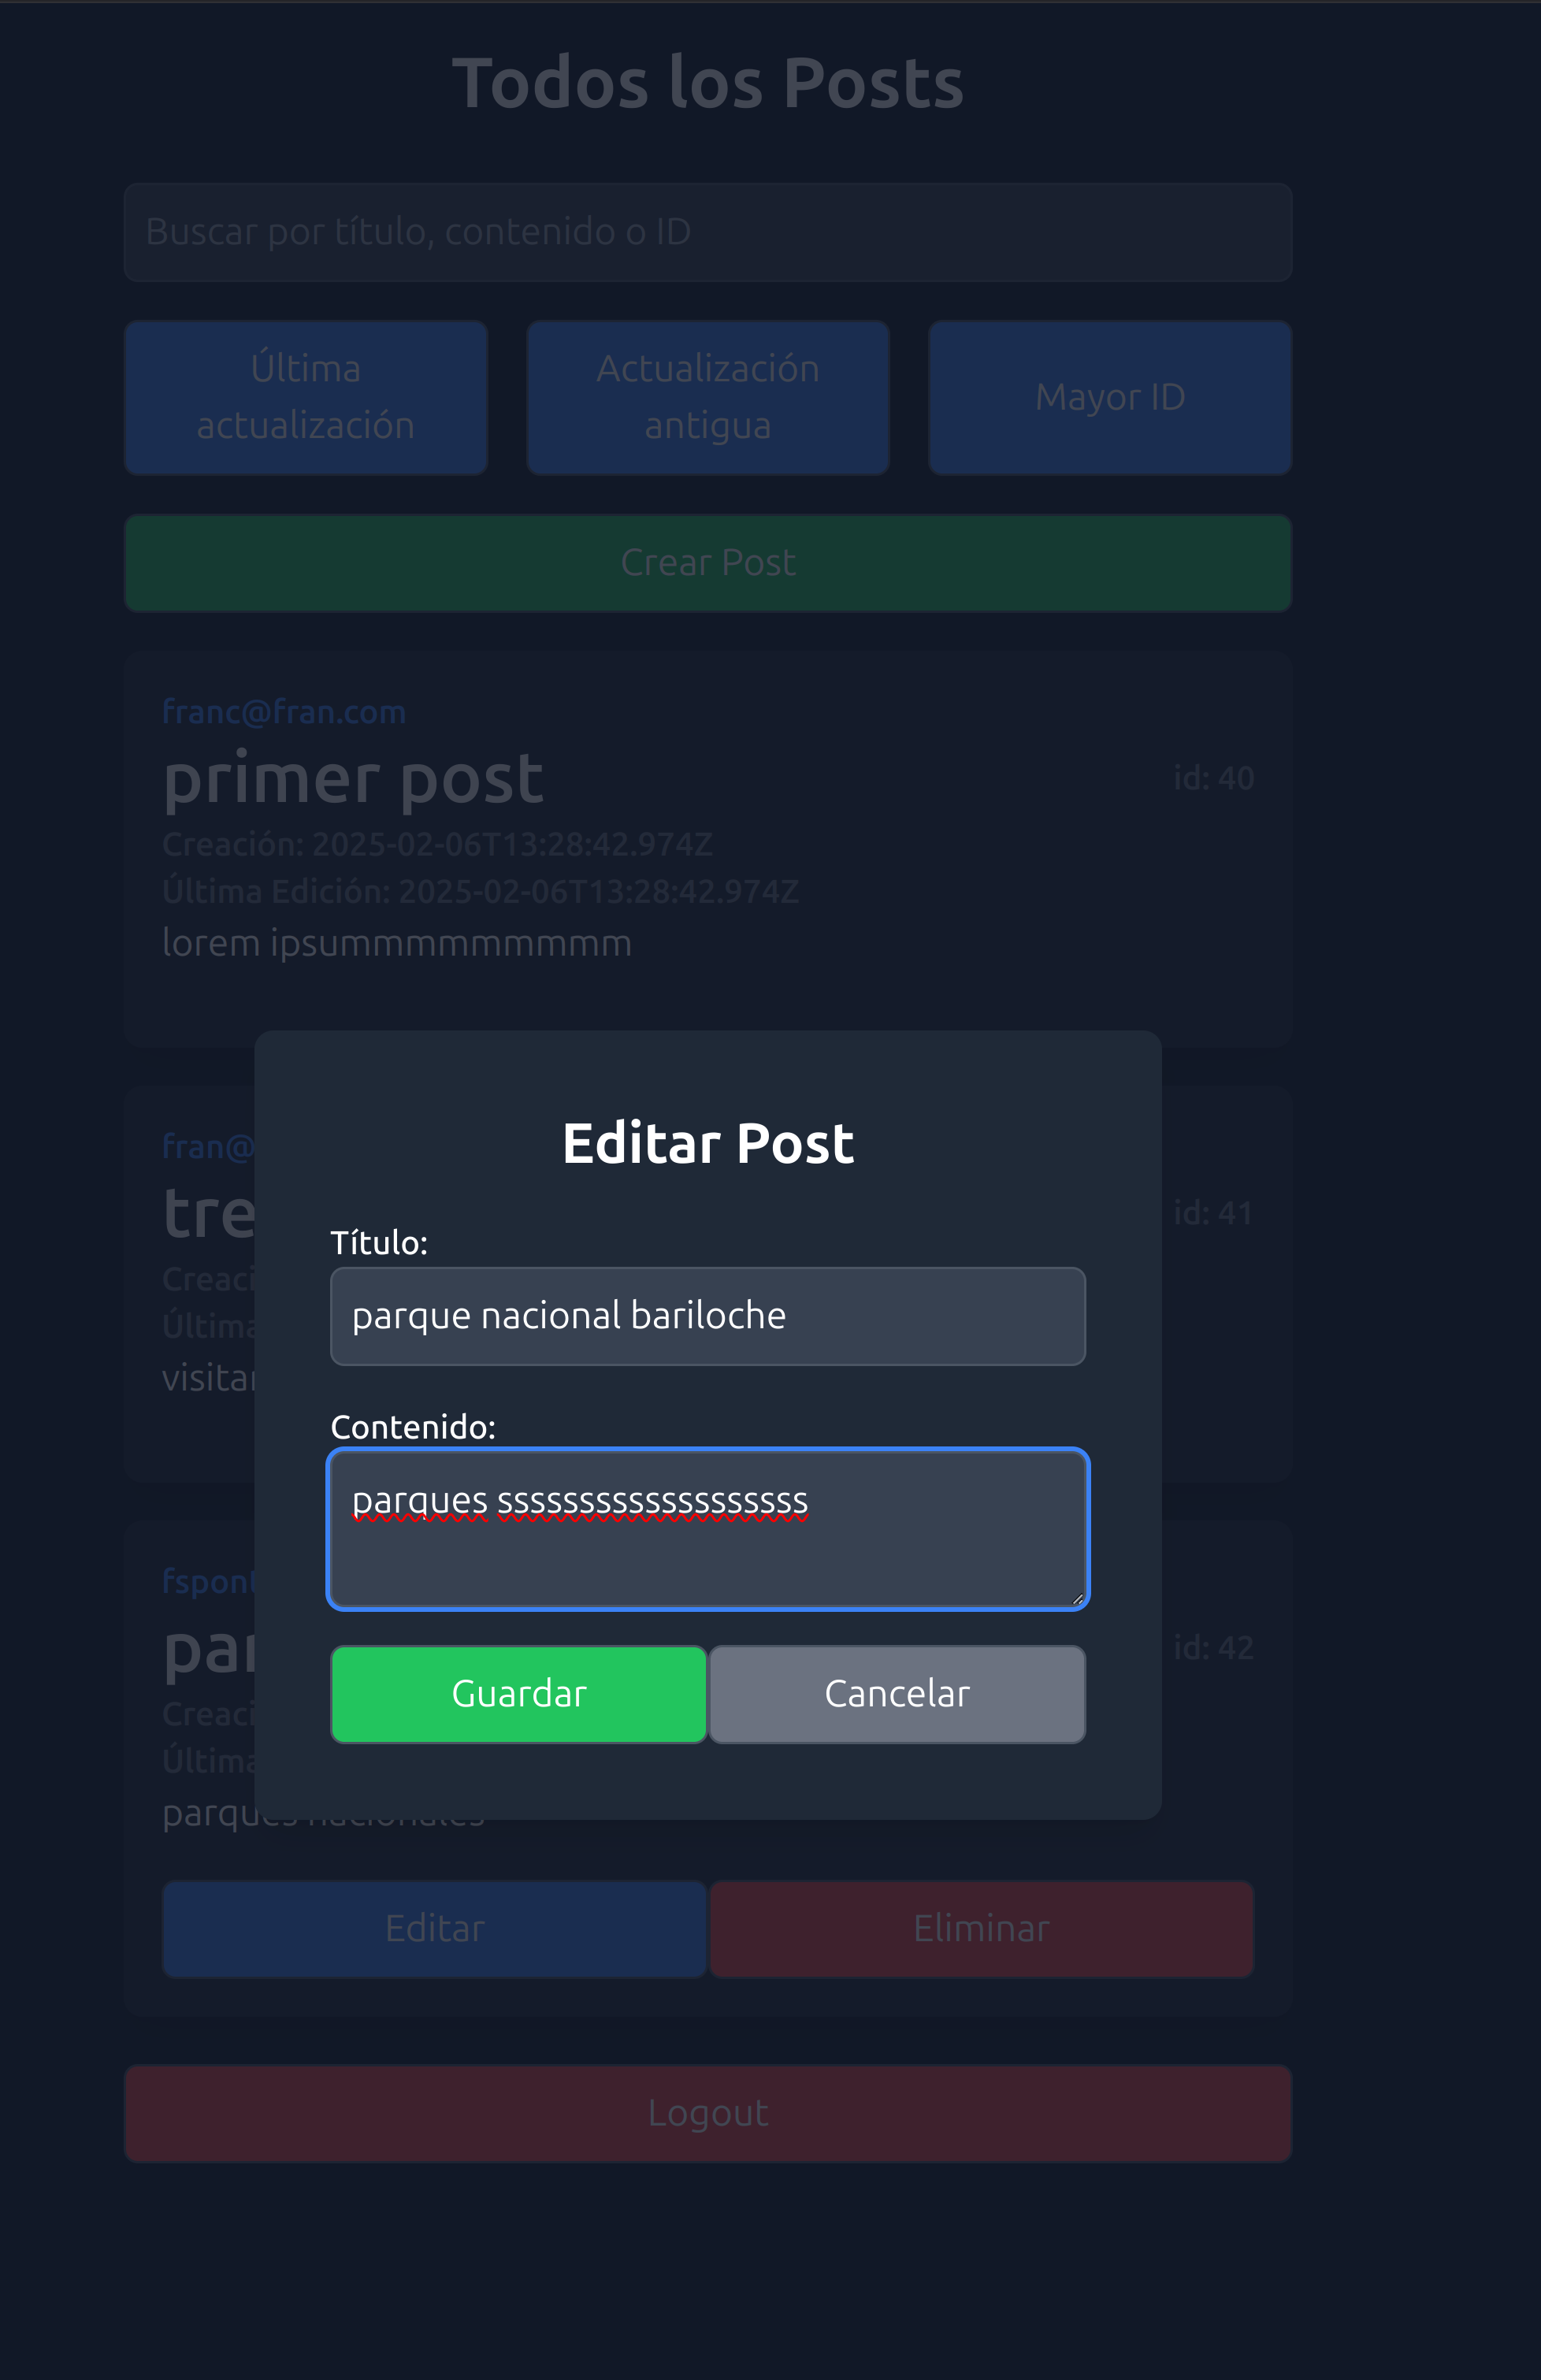 Todos los Posts
Buscar por título, contenido o ID
Última
actualización
Actualización
antigua
Mayor ID
Crear Post
franc@fran.com
primer post
id: 40
Creación: 2025-02-06T13:28:42.974Z
Última Edición: 2025-02-06T13:28:42.974Z
lorem ipsummmmmmmmmm
fran@
tre
id: 41
Creaci
Última
visitar
Editar Post
Título:
parque nacional bariloche
Contenido:
parques sssssssssssssssssss
Guardar
Cancelar
fspont
par
id: 42
Creaci
Última
parques nacionales
Editar
Eliminar
Logout